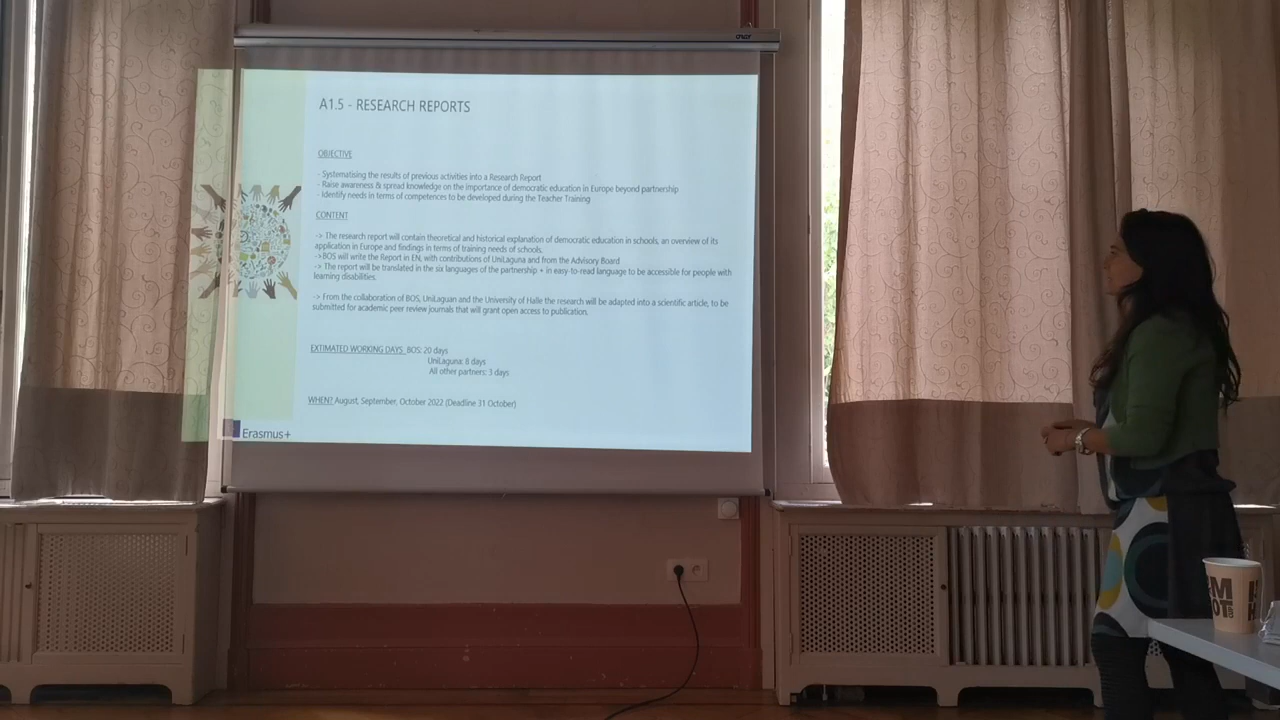 A1.5 - RESEARCH REPORTS
OBJECTIVE
- Systematising the results of previous activities into a Research Report
- Raise awareness & spread knowledge on the importance of democratic education in Europe beyond partnership
- Identify needs in terms of competences to be developed during the Teacher Training
CONTENT
-> The research report will contain theoretical and historical explanation of democratic education in schools, an overview of its
application in Europe and findings in terms of training needs of schools.
->BOS will write the Report in EN, with contributions of UniLaguna and from the Advisory Board
-> The report will be translated in the six languages of the partnership + in easy-to-read language to be accessible for people with
learning disabilities.
-> From the collaboration of BOS, UniLaguan and the University of Halle the research will be adapted into a scientific article, to be
submitted for academic peer review journals that will grant open access to publication.
EXTIMATED WORKING DAYS BOS: 20 days
UniLaguna: 8 days
All other partners: 3 days
WHEN? August, September, October 2022 (Deadline 31 October)
Erasmus+